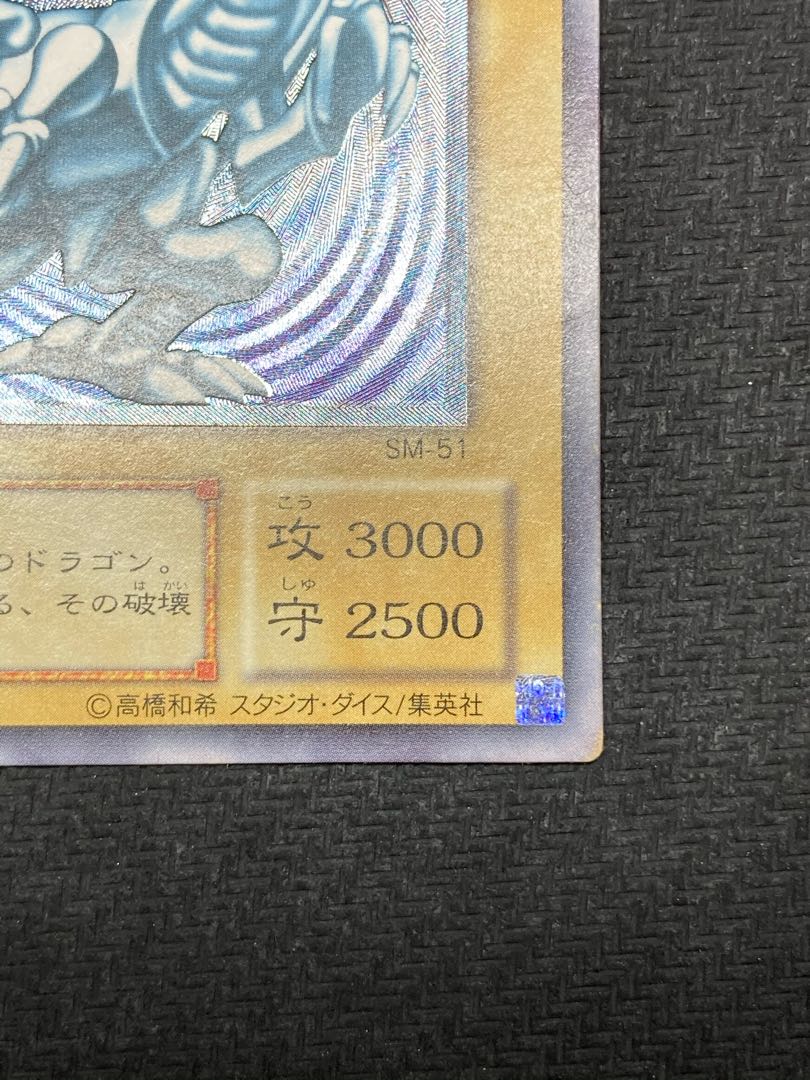 SM-51
こう
攻 3000
しゅ
守 2500
のドラゴン。
は かい
る、その破壊
©高橋和希 スタジオ・ダイス/集英社